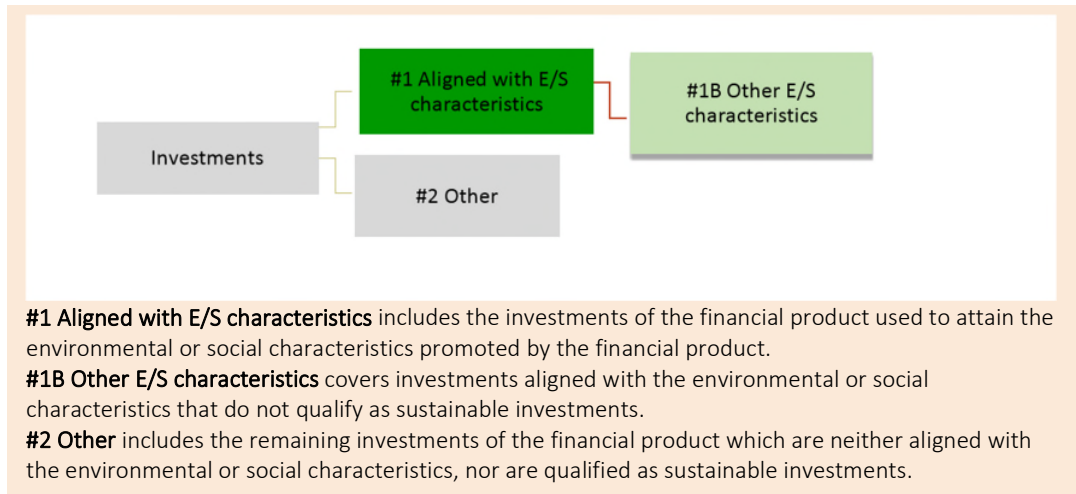 #1 Aligned with E/S
characteristics
#1B Other E/S
characteristics
Investments
#2 Other
#1 Aligned with E/S characteristics includes the investments of the financial product used to attain the
environmental or social characteristics promoted by the financial product.
#1B Other E/S characteristics covers investments aligned with the environmental or social
characteristics that do not qualify as sustainable investments.
#2 Other includes the remaining investments of the financial product which are neither aligned with
the environmental or social characteristics, nor are qualified as sustainable investments.